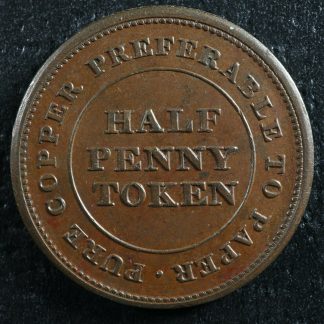 PURE COPPER PREFERABLE TO PAPER ·
HALF
PENNY
TOKEN